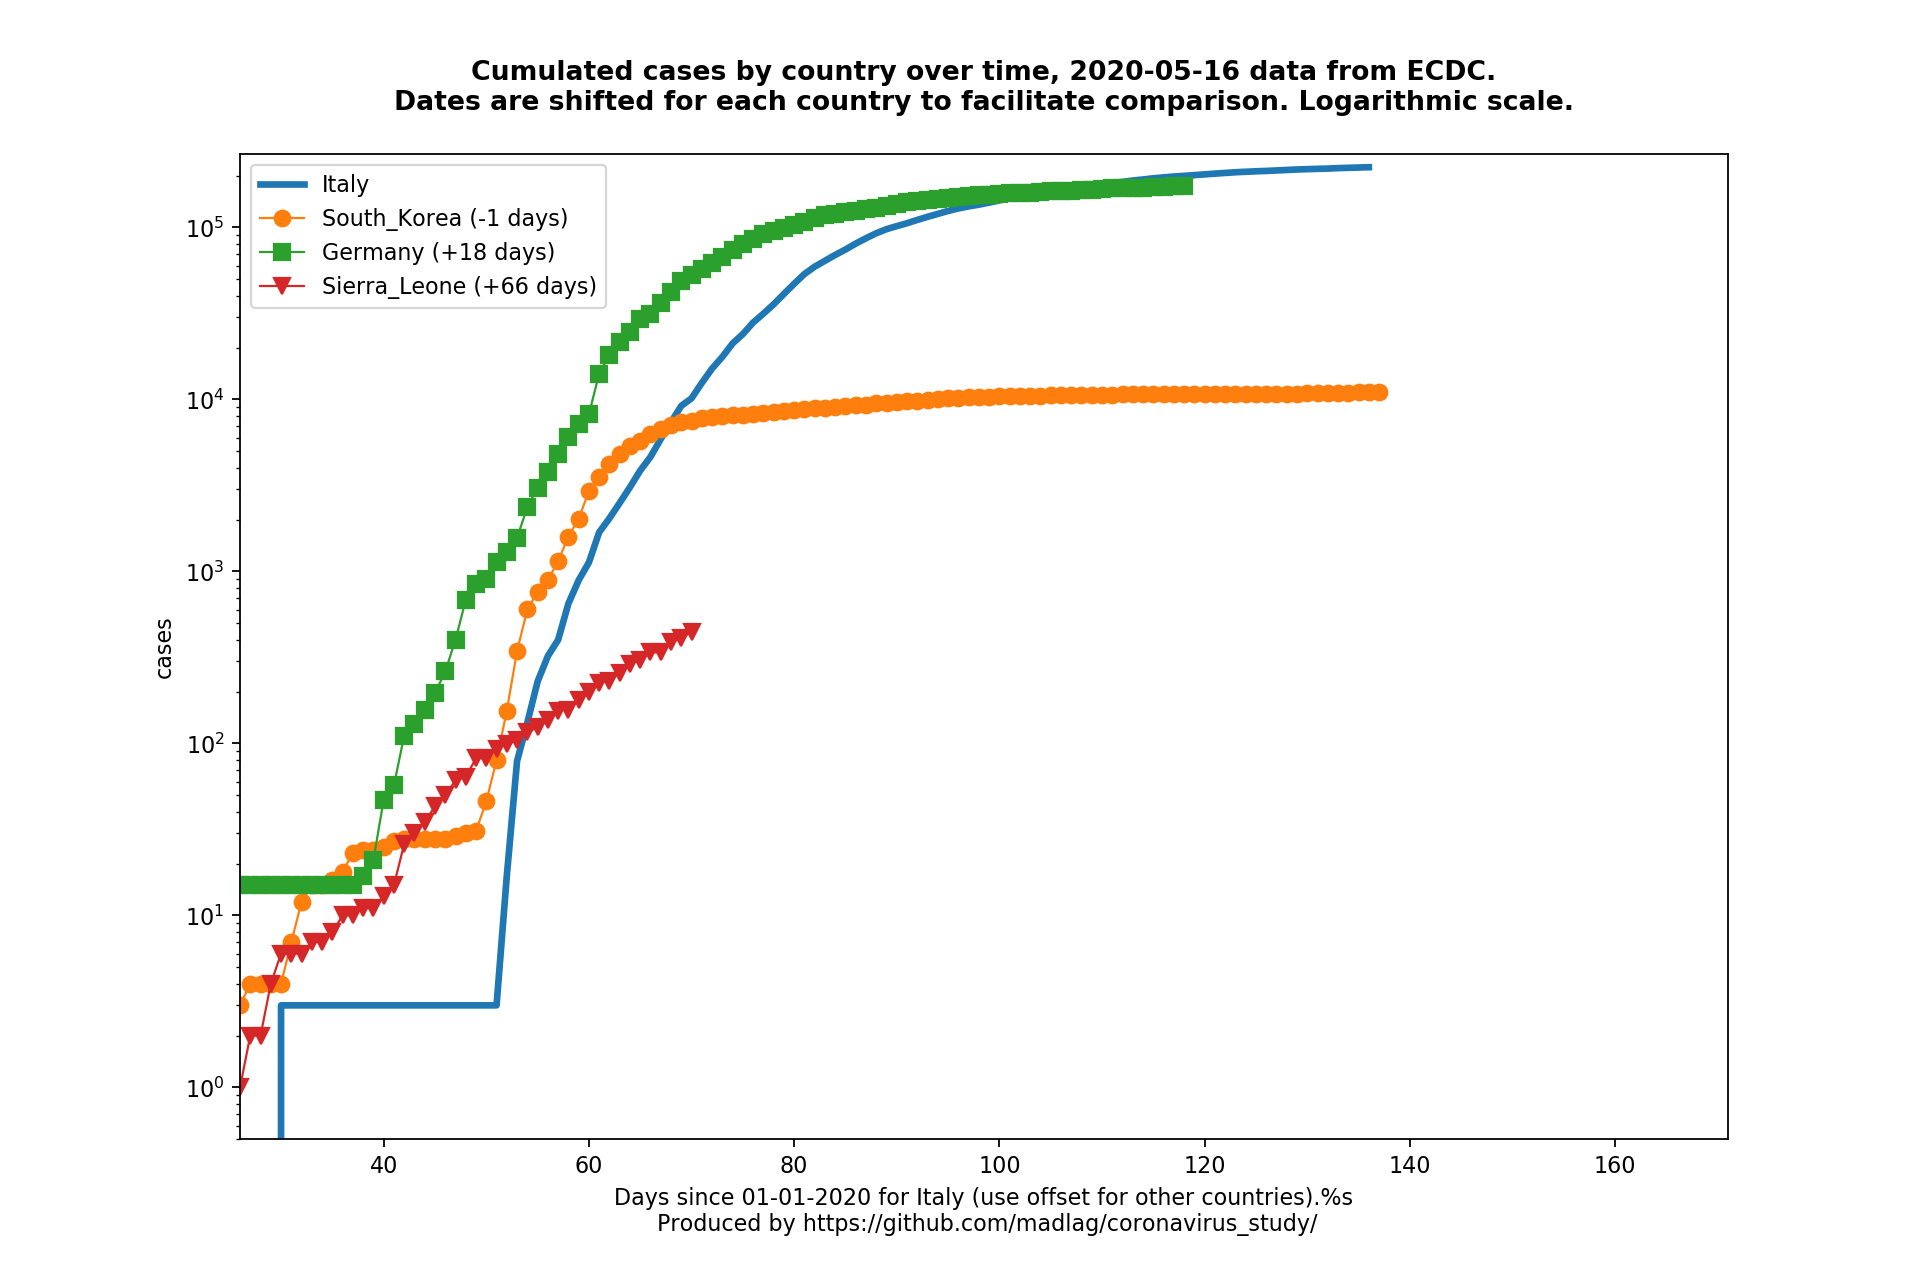 Cumulated cases by country over time, 2020-05-16 data from ECDC.
Dates are shifted for each country to facilitate comparison. Logarithmic scale.
Italy
South_Korea (-1 days)
Germany (+18 days)
Sierra_Leone (+66 days)
cases
10^5
10^4
10^3
10^2
10^1
10^0
40 60 80 100 120 140 160
Days since 01-01-2020 for Italy (use offset for other countries).%s
Produced by https://github.com/madlag/coronavirus_study/